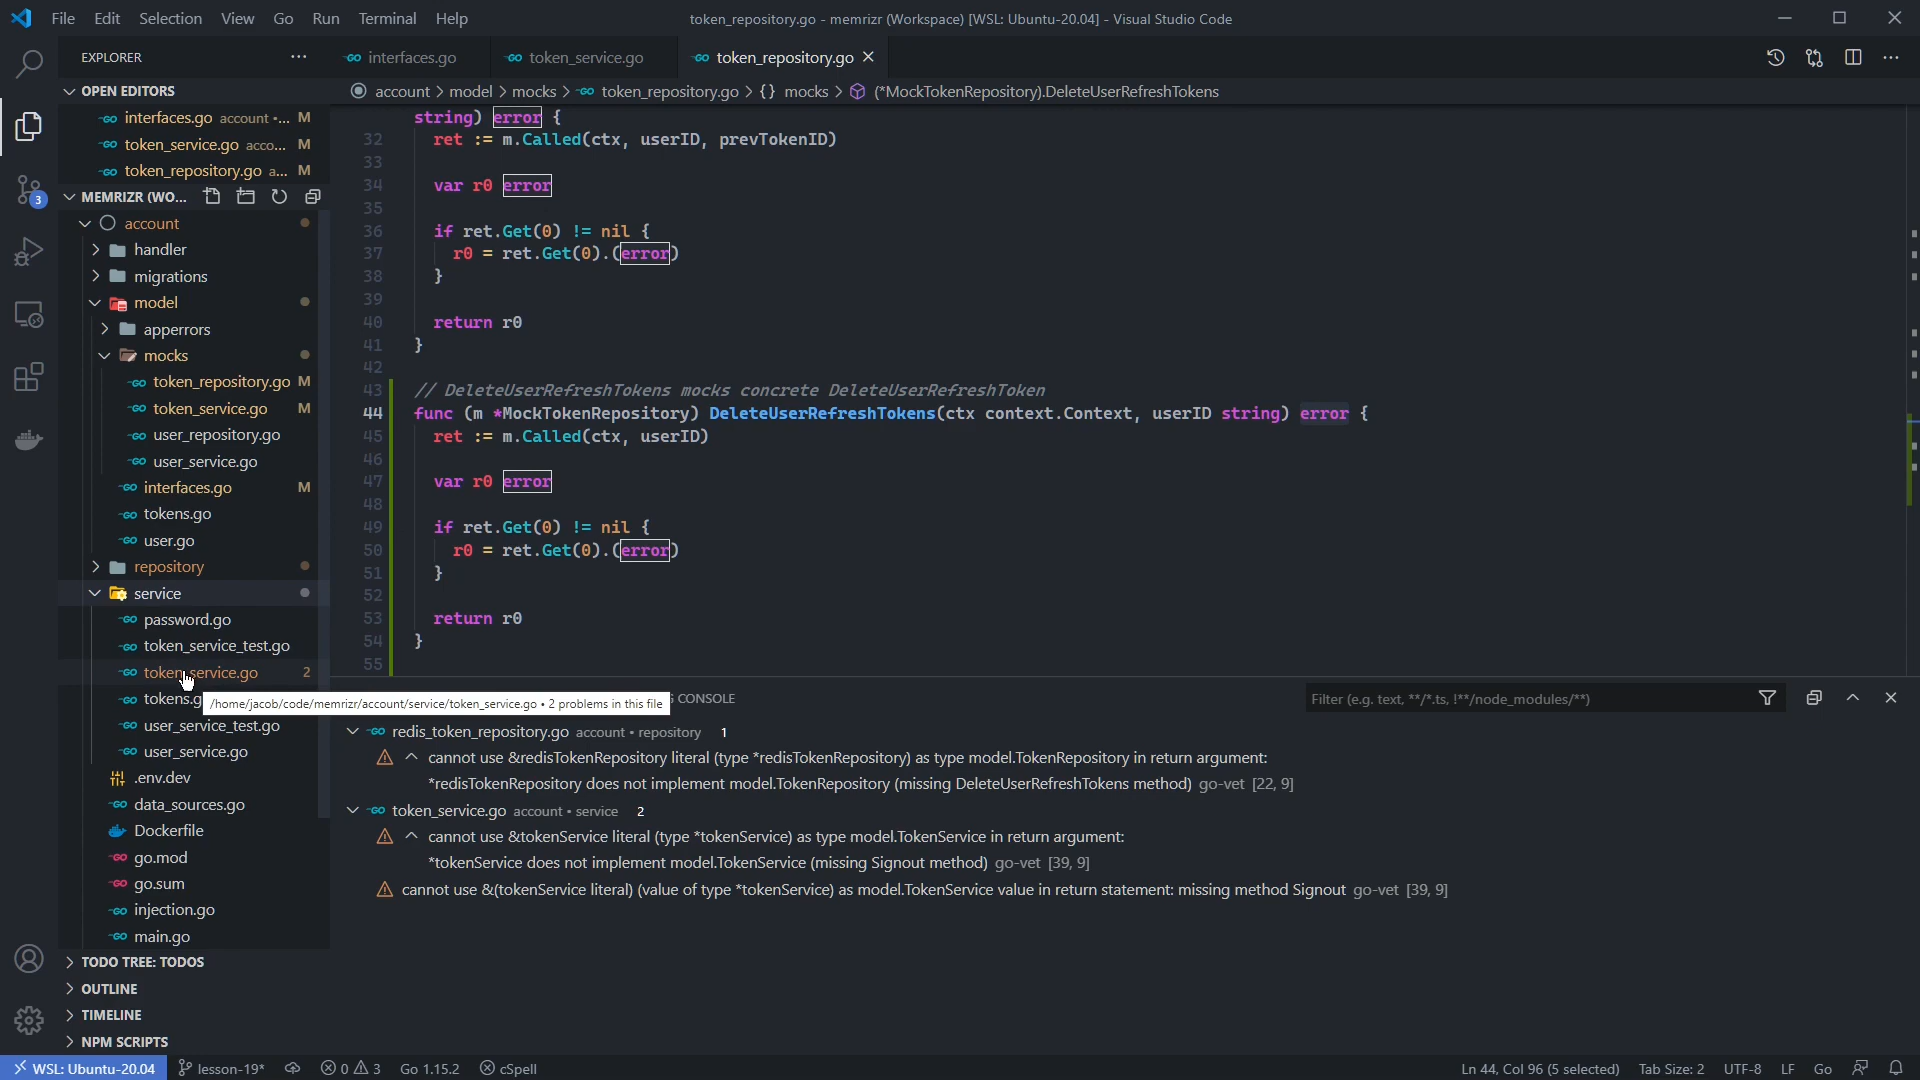 File Edit Selection View Go Run Terminal Help
token_repository.go - memrizr (Workspace) [WSL: Ubuntu-20.04] - Visual Studio Code
EXPLORER
interfaces.go
token_service.go
token_repository.go
OPEN EDITORS
interfaces.go account •... M
token_service.go acco... M
token_repository.go a... M
MEMRIZR (WO...
account
handler
migrations
model
apperrors
mocks
token_repository.go M
token_service.go M
user_repository.go
user_service.go
interfaces.go M
tokens.go
user.go
repository
service
password.go
token_service_test.go
token_service.go 2
tokens.g
user_service_test.go
user_service.go
.env.dev
data_sources.go
Dockerfile
go.mod
go.sum
injection.go
main.go
TODO TREE: TODOS
OUTLINE
TIMELINE
NPM SCRIPTS
3
account > model > mocks > token_repository.go > {} mocks > (*MockTokenRepository).DeleteUserRefreshTokens
string) error {
32 ret := m.Called(ctx, userID, prevTokenID)
33
34 var r0 error
35
36 if ret.Get(0) != nil {
37 r0 = ret.Get(0).(error)
38 }
39
40 return r0
41 }
42
43 // DeleteUserRefreshTokens mocks concrete DeleteUserRefreshToken
44 func (m *MockTokenRepository) DeleteUserRefreshTokens(ctx context.Context, userID string) error {
45 ret := m.Called(ctx, userID)
46
47 var r0 error
48
49 if ret.Get(0) != nil {
50 r0 = ret.Get(0).(error)
51 }
52
53 return r0
54 }
55
/home/jacob/code/memrizr/account/service/token_service.go • 2 problems in this file
CONSOLE
Filter (e.g. text, **/*.ts, !**/node_modules/**)
redis_token_repository.go account • repository 1
cannot use &redisTokenRepository literal (type *redisTokenRepository) as type model.TokenRepository in return argument:
*redisTokenRepository does not implement model.TokenRepository (missing DeleteUserRefreshTokens method) go-vet [22, 9]
token_service.go account • service 2
cannot use &tokenService literal (type *tokenService) as type model.TokenService in return argument:
*tokenService does not implement model.TokenService (missing Signout method) go-vet [39, 9]
cannot use &(tokenService literal) (value of type *tokenService) as model.TokenService value in return statement: missing method Signout go-vet [39, 9]
WSL: Ubuntu-20.04 lesson-19* 0 3 Go 1.15.2 cSpell
Ln 44, Col 96 (5 selected) Tab Size: 2 UTF-8 LF Go